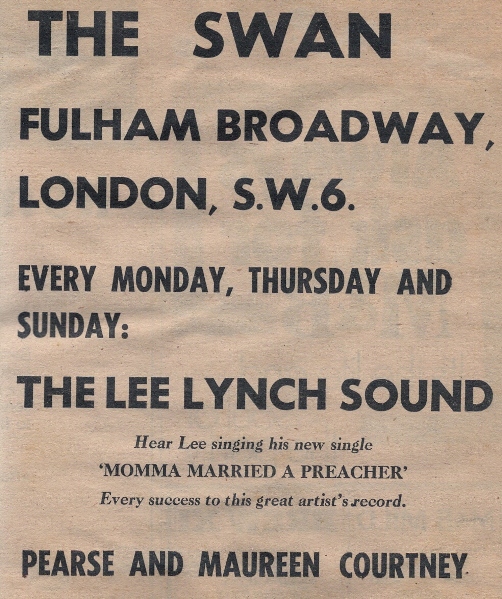 THE SWAN
FULHAM BROADWAY,
LONDON, S.W.6.
EVERY MONDAY, THURSDAY AND
SUNDAY:
THE LEE LYNCH SOUND
Hear Lee singing his new single
'MOMMA MARRIED A PREACHER'
Every success to this great artist's record.
PEARSE AND MAUREEN COURTNEY